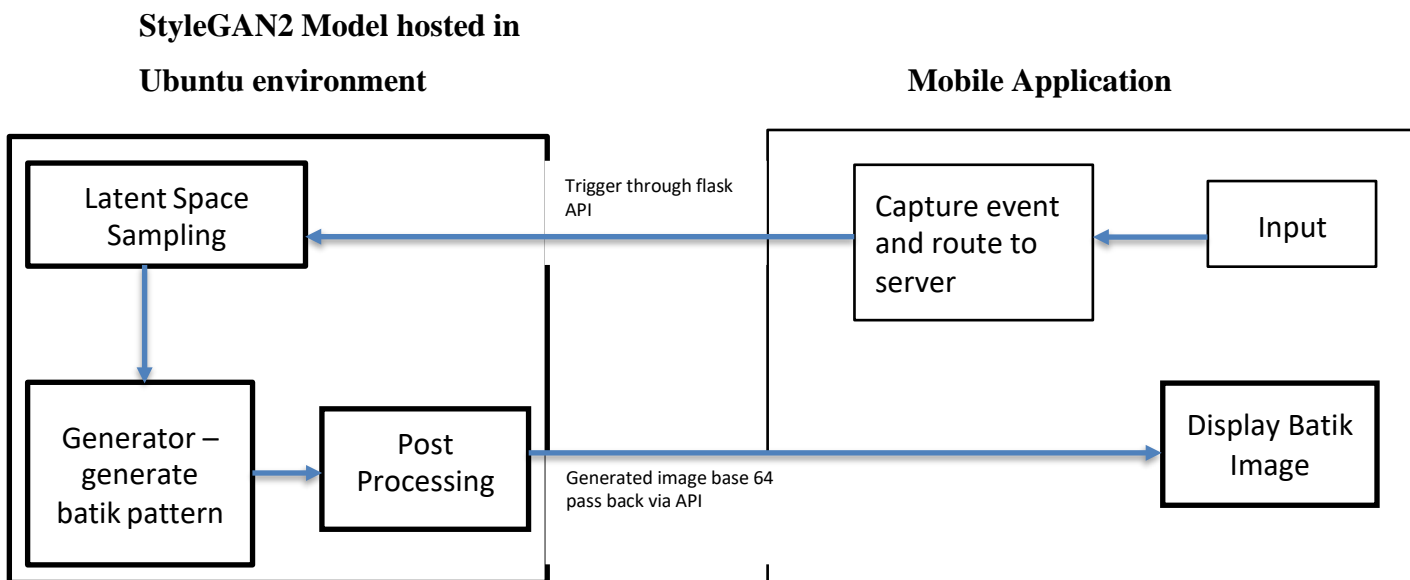 StyleGAN2 Model hosted in
Ubuntu environment
Mobile Application
Latent Space
Sampling
Trigger through flask
API
Capture event
and route to
server
Input
Generator –
generate
batik pattern
Post
Processing
Generated image base 64
pass back via API
Display Batik
Image